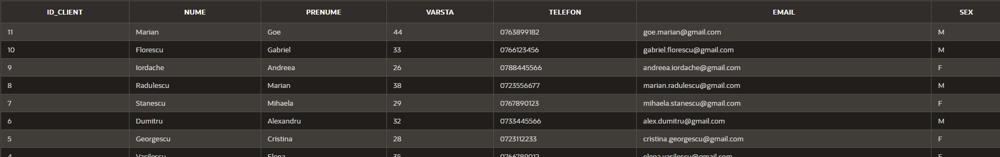 ID_CLIENT NUME PRENUME VARSTA TELEFON EMAIL SEX
11 Marian Goe 44 0763899182 goe.marian@gmail.com M
10 Florescu Gabriel 33 0766123456 gabriel.florescu@gmail.com M
9 Iordache Andreea 26 0788445566 andreea.iordache@gmail.com F
8 Radulescu Marian 38 0723556677 marian.radulescu@gmail.com M
7 Stanescu Mihaela 29 0767890123 mihaela.stanescu@gmail.com F
6 Dumitru Alexandru 32 0733445566 alex.dumitru@gmail.com M
5 Georgescu Cristina 28 0723112233 cristina.georgescu@gmail.com F
4 Vasilescu Elena 35 0766789012 elena.vasilescu@gmail.com F